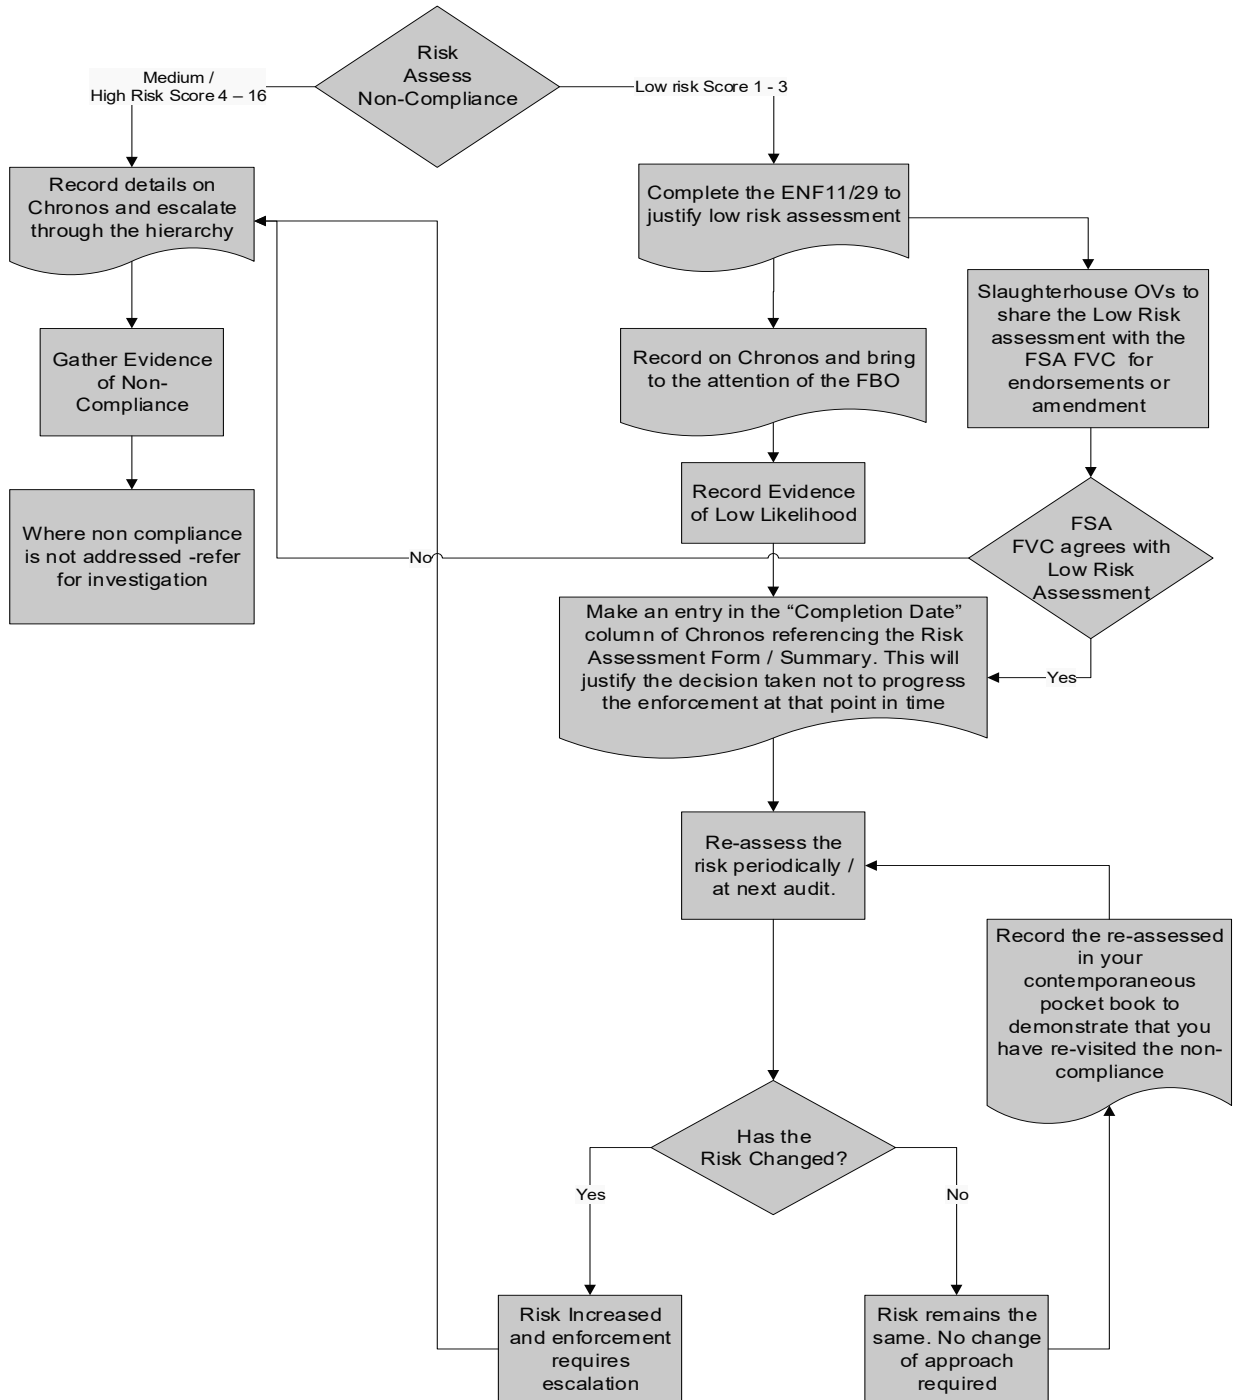 Risk
Assess
Non-Compliance
Medium /
High Risk Score 4 – 16
Low risk Score 1 - 3
Record details on
Chronos and escalate
through the hierarchy
Complete the ENF11/29 to
justify low risk assessment
Slaughterhouse OVs to
share the Low Risk
assessment with the
FSA FVC for
endorsements or
amendment
Gather Evidence
of Non-
Compliance
Record on Chronos and bring
to the attention of the FBO
Where non compliance
is not addressed -refer
for investigation
Record Evidence
of Low Likelihood
FSA
FVC agrees with
Low Risk
Assessment
No
Yes
Make an entry in the “Completion Date”
column of Chronos referencing the Risk
Assessment Form / Summary. This will
justify the decision taken not to progress
the enforcement at that point in time
Re-assess the
risk periodically /
at next audit.
Record the re-assessed
in your
contemporaneous
pocket book to
demonstrate that you
have re-visited the non-
compliance
Has the
Risk Changed?
Yes
No
Risk Increased
and enforcement
requires
escalation
Risk remains the
same. No change
of approach
required